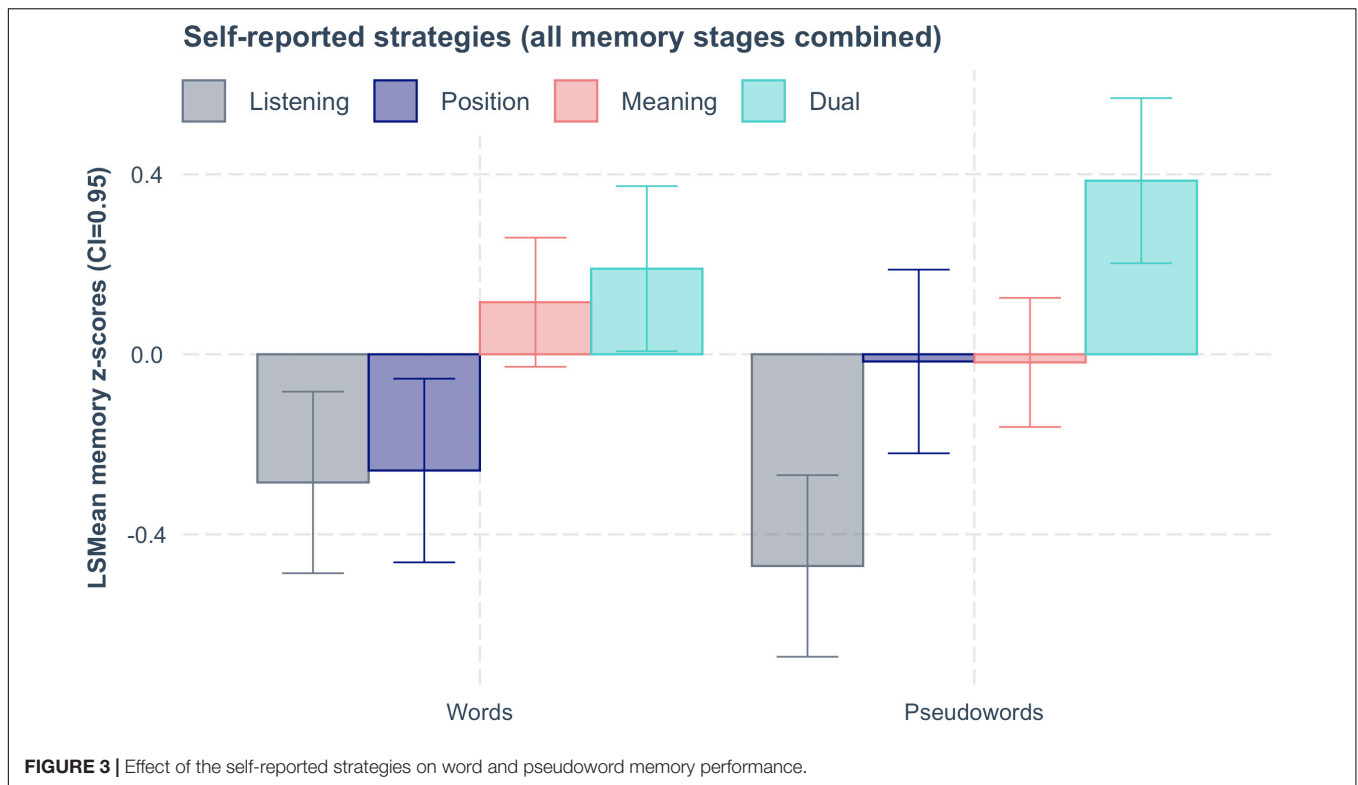 Self-reported strategies (all memory stages combined)
Listening Position Meaning Dual
LSMean memory z-scores (CI=0.95)
0.4
0.0
-0.4
Words Pseudowords
FIGURE 3 | Effect of the self-reported strategies on word and pseudoword memory performance.